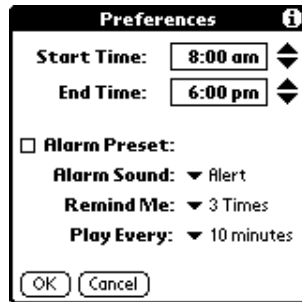 Preferences i
Start Time: 8:00 am
End Time: 6:00 pm
Alarm Preset:
Alarm Sound: Alert
Remind Me: 3 Times
Play Every: 10 minutes
OK Cancel